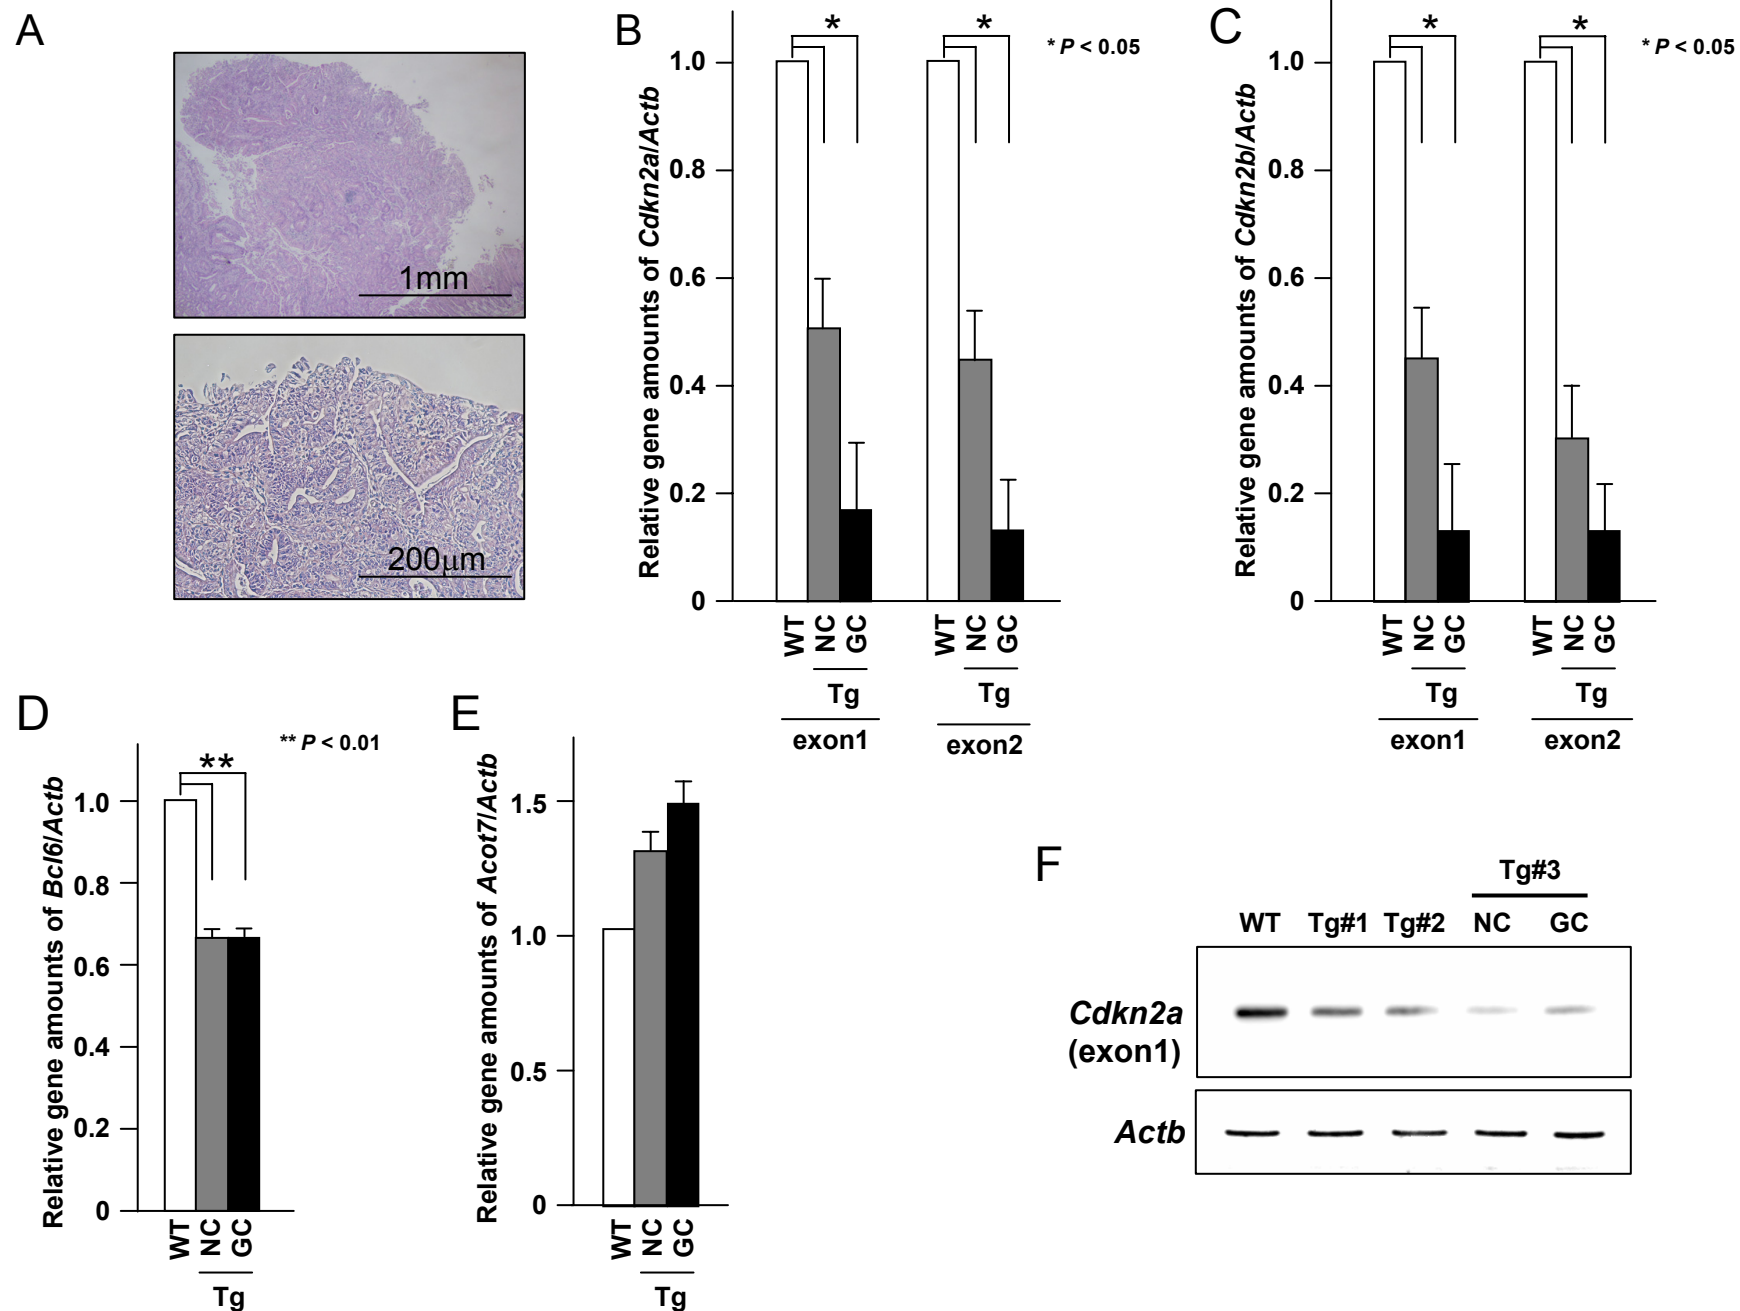 A
1mm
200μm
B
Relative gene amounts of Cdkn2a/Actb
* P < 0.05
*
*
1.0
0.8
0.6
0.4
0.2
0
WT
NC
GC
WT
NC
GC
Tg
Tg
exon1
exon2
C
Relative gene amounts of Cdkn2b/Actb
* P < 0.05
*
*
1.0
0.8
0.6
0.4
0.2
0
WT
NC
GC
WT
NC
GC
Tg
Tg
exon1
exon2
D
Relative gene amounts of Bcl6/Actb
** P < 0.01
**
1.0
0.8
0.6
0.4
0.2
0
WT
NC
GC
Tg
E
Relative gene amounts of Acot7/Actb
1.5
1.0
0.5
0
WT
NC
GC
Tg
F
Tg#3
WT Tg#1 Tg#2 NC GC
Cdkn2a
(exon1)
Actb